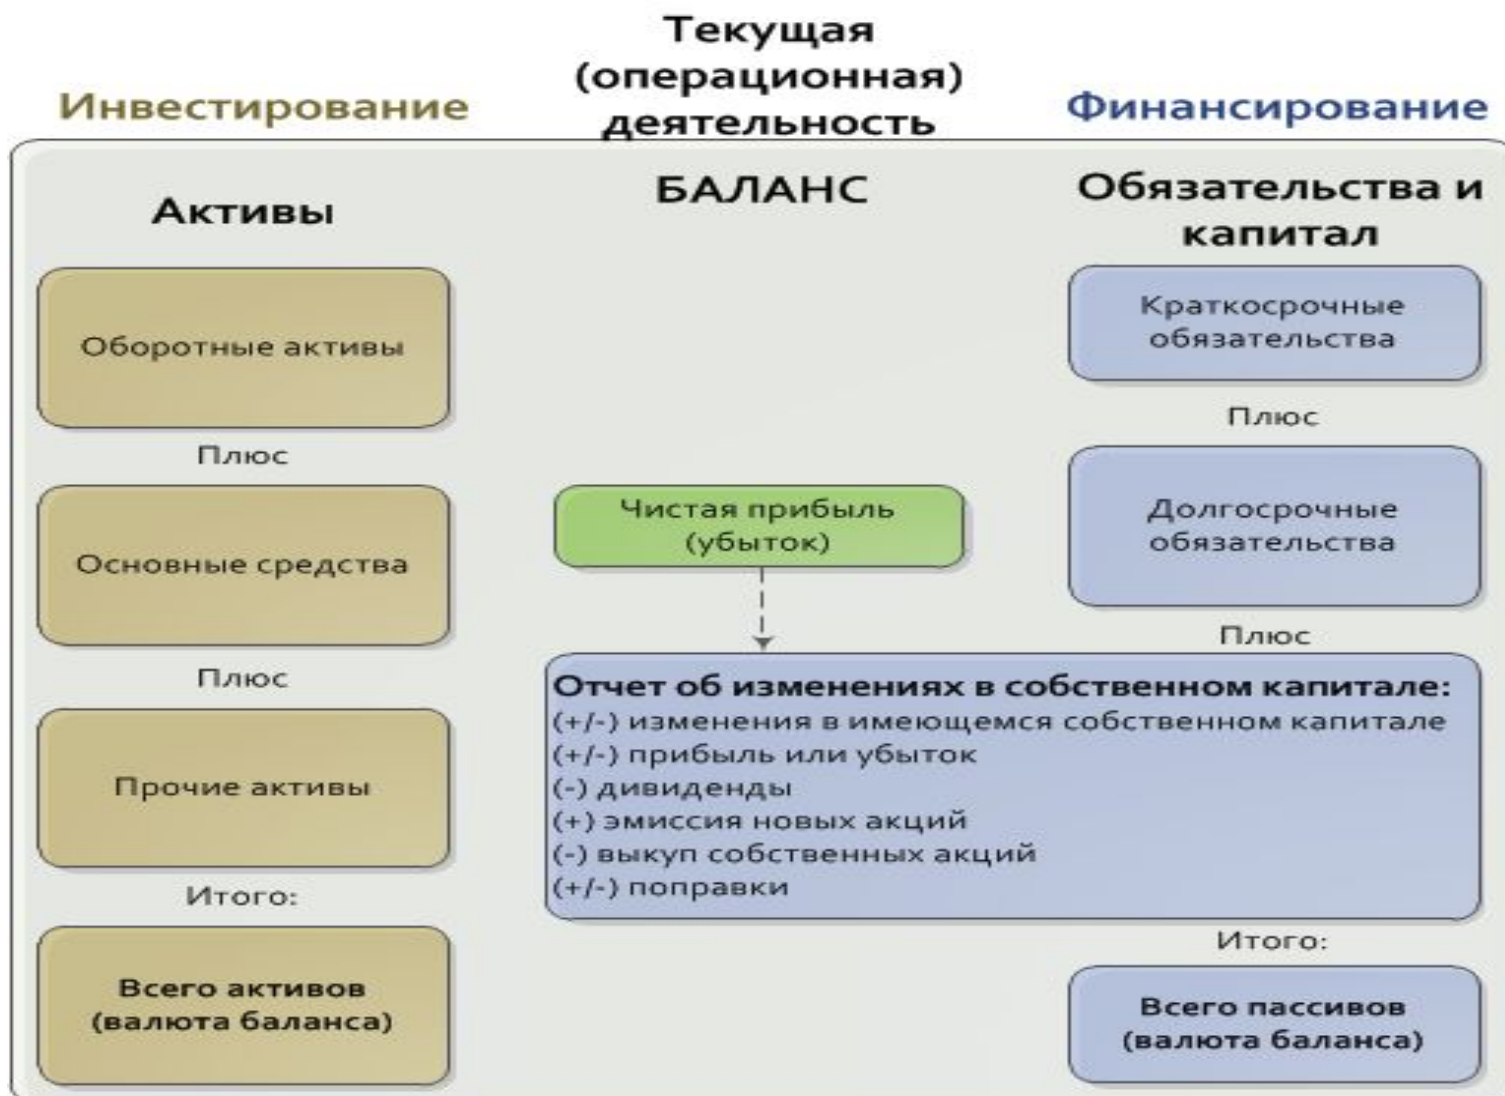 Инвестирование
Текущая
(операционная)
деятельность
Финансирование
БАЛАНС
Активы
Оборотные активы
Плюс
Основные средства
Плюс
Прочие активы
Итого:
Всего активов
(валюта баланса)
Чистая прибыль
(убыток)
Обязательства и
капитал
Краткосрочные
обязательства
Плюс
Долгосрочные
обязательства
Плюс
Отчет об изменениях в собственном капитале:
(+/-) изменения в имеющемся собственном капитале
(+/-) прибыль или убыток
(-) дивиденды
(+) эмиссия новых акций
(-) выкуп собственных акций
(+/-) поправки
Итого:
Всего пассивов
(валюта баланса)